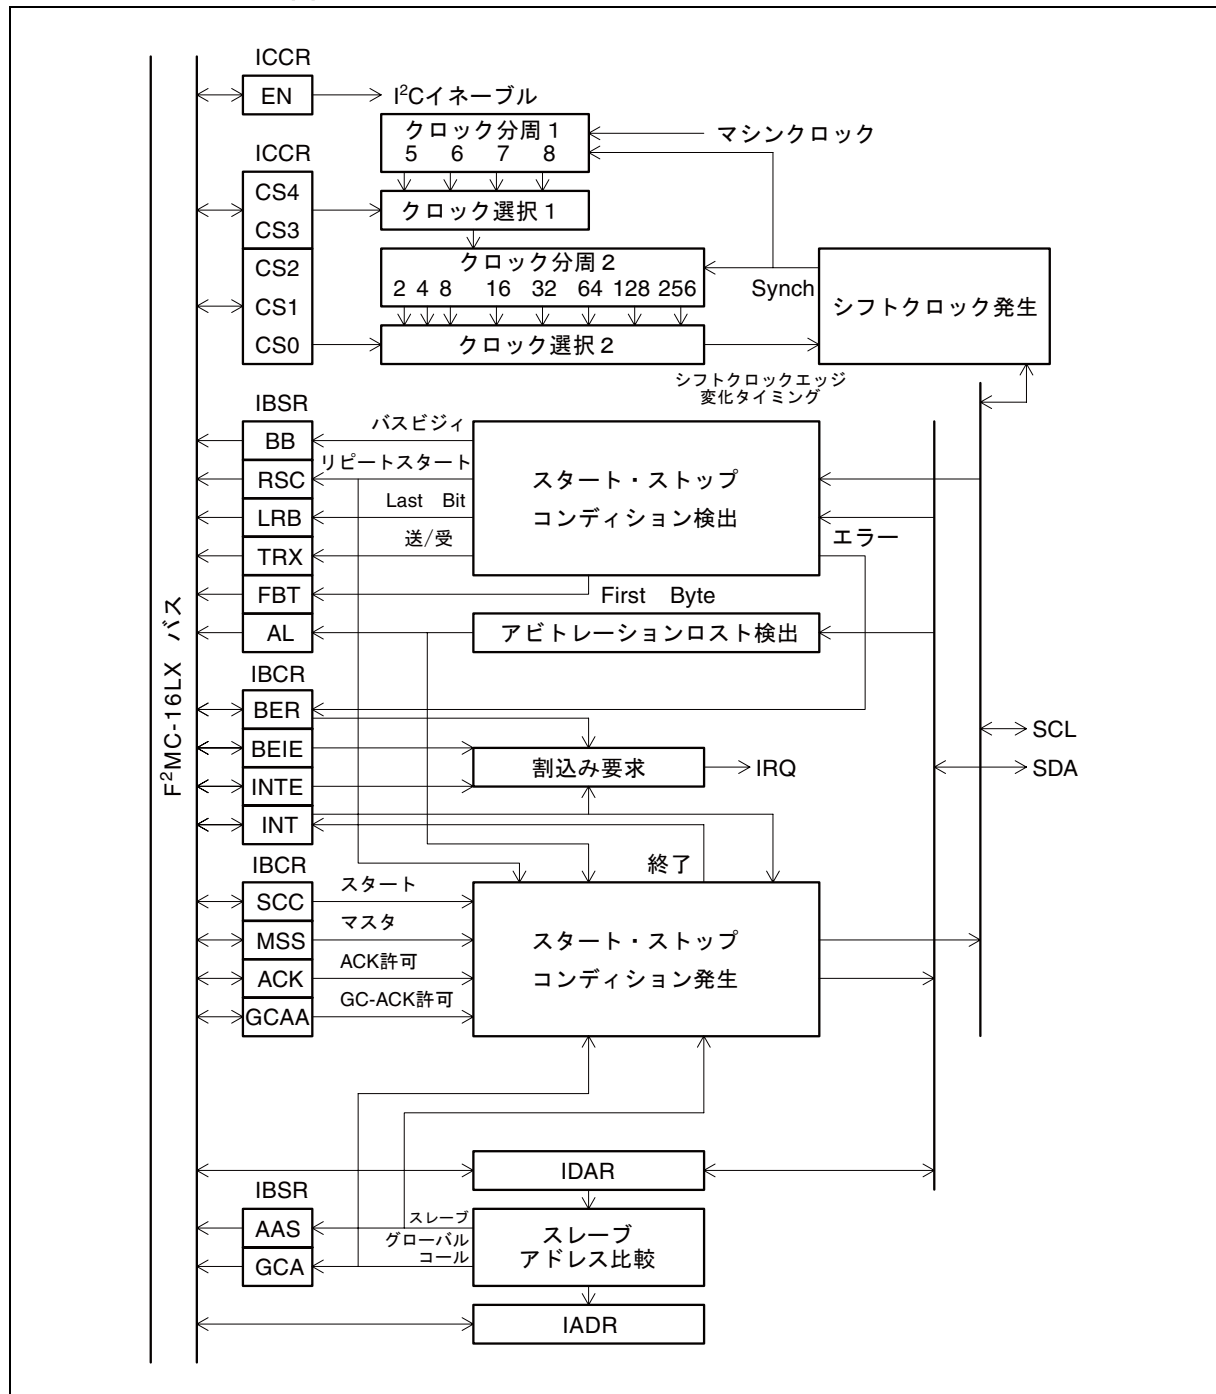 ICCR
EN
I²Cイネーブル
クロック分周1
5 6 7 8
マシンクロック
ICCR
CS4
CS3
CS2
CS1
CS0
クロック選択1
クロック分周2
2 4 8 16 32 64 128 256
クロック選択2
Synch
シフトクロック発生
シフトクロックエッジ
変化タイミング
IBSR
BB
RSC
LRB
TRX
FBT
AL
バスビジィ
リピートスタート
Last Bit
送/受
First Byte
スタート・ストップ
コンディション検出
エラー
アビトレーションロスト検出
F²MC-16LX バス
IBCR
BER
BEIE
INTE
INT
割込み要求
IRQ
SCL
SDA
終了
IBCR
SCC
MSS
ACK
GCAA
スタート
マスタ
ACK許可
GC-ACK許可
スタート・ストップ
コンディション発生
IDAR
IBSR
AAS
GCA
スレーブ
グローバル
コール
スレーブ
アドレス比較
IADR